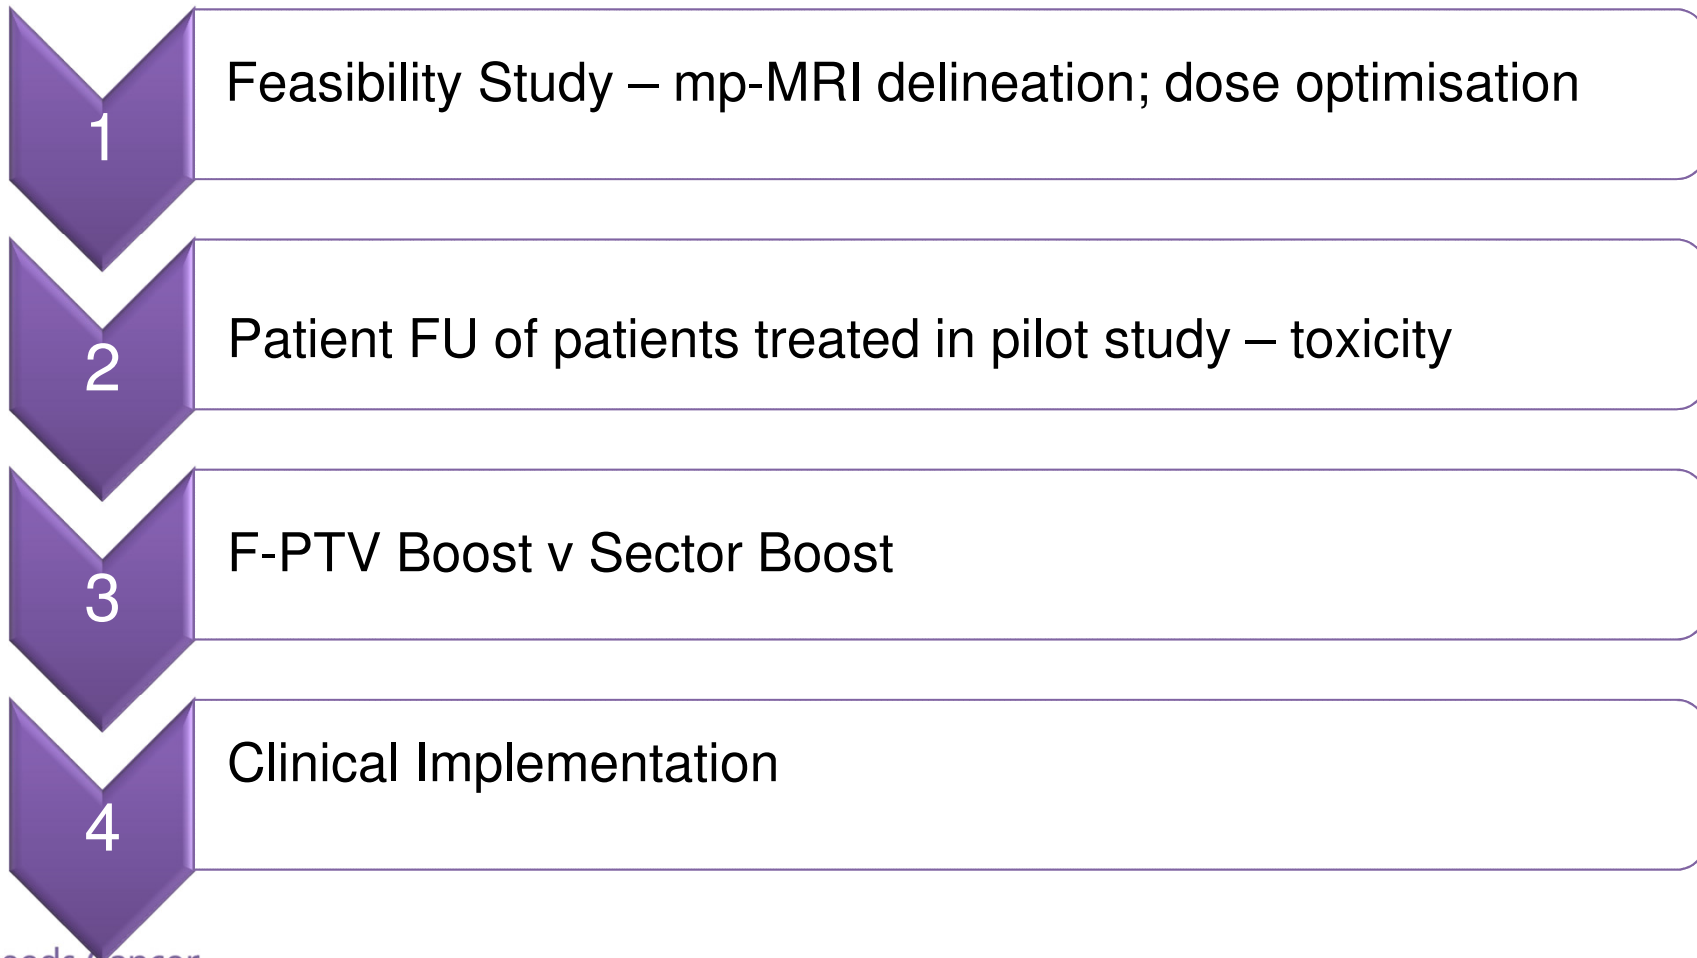 1
Feasibility Study – mp-MRI delineation; dose optimisation
2
Patient FU of patients treated in pilot study – toxicity
3
F-PTV Boost v Sector Boost
4
Clinical Implementation